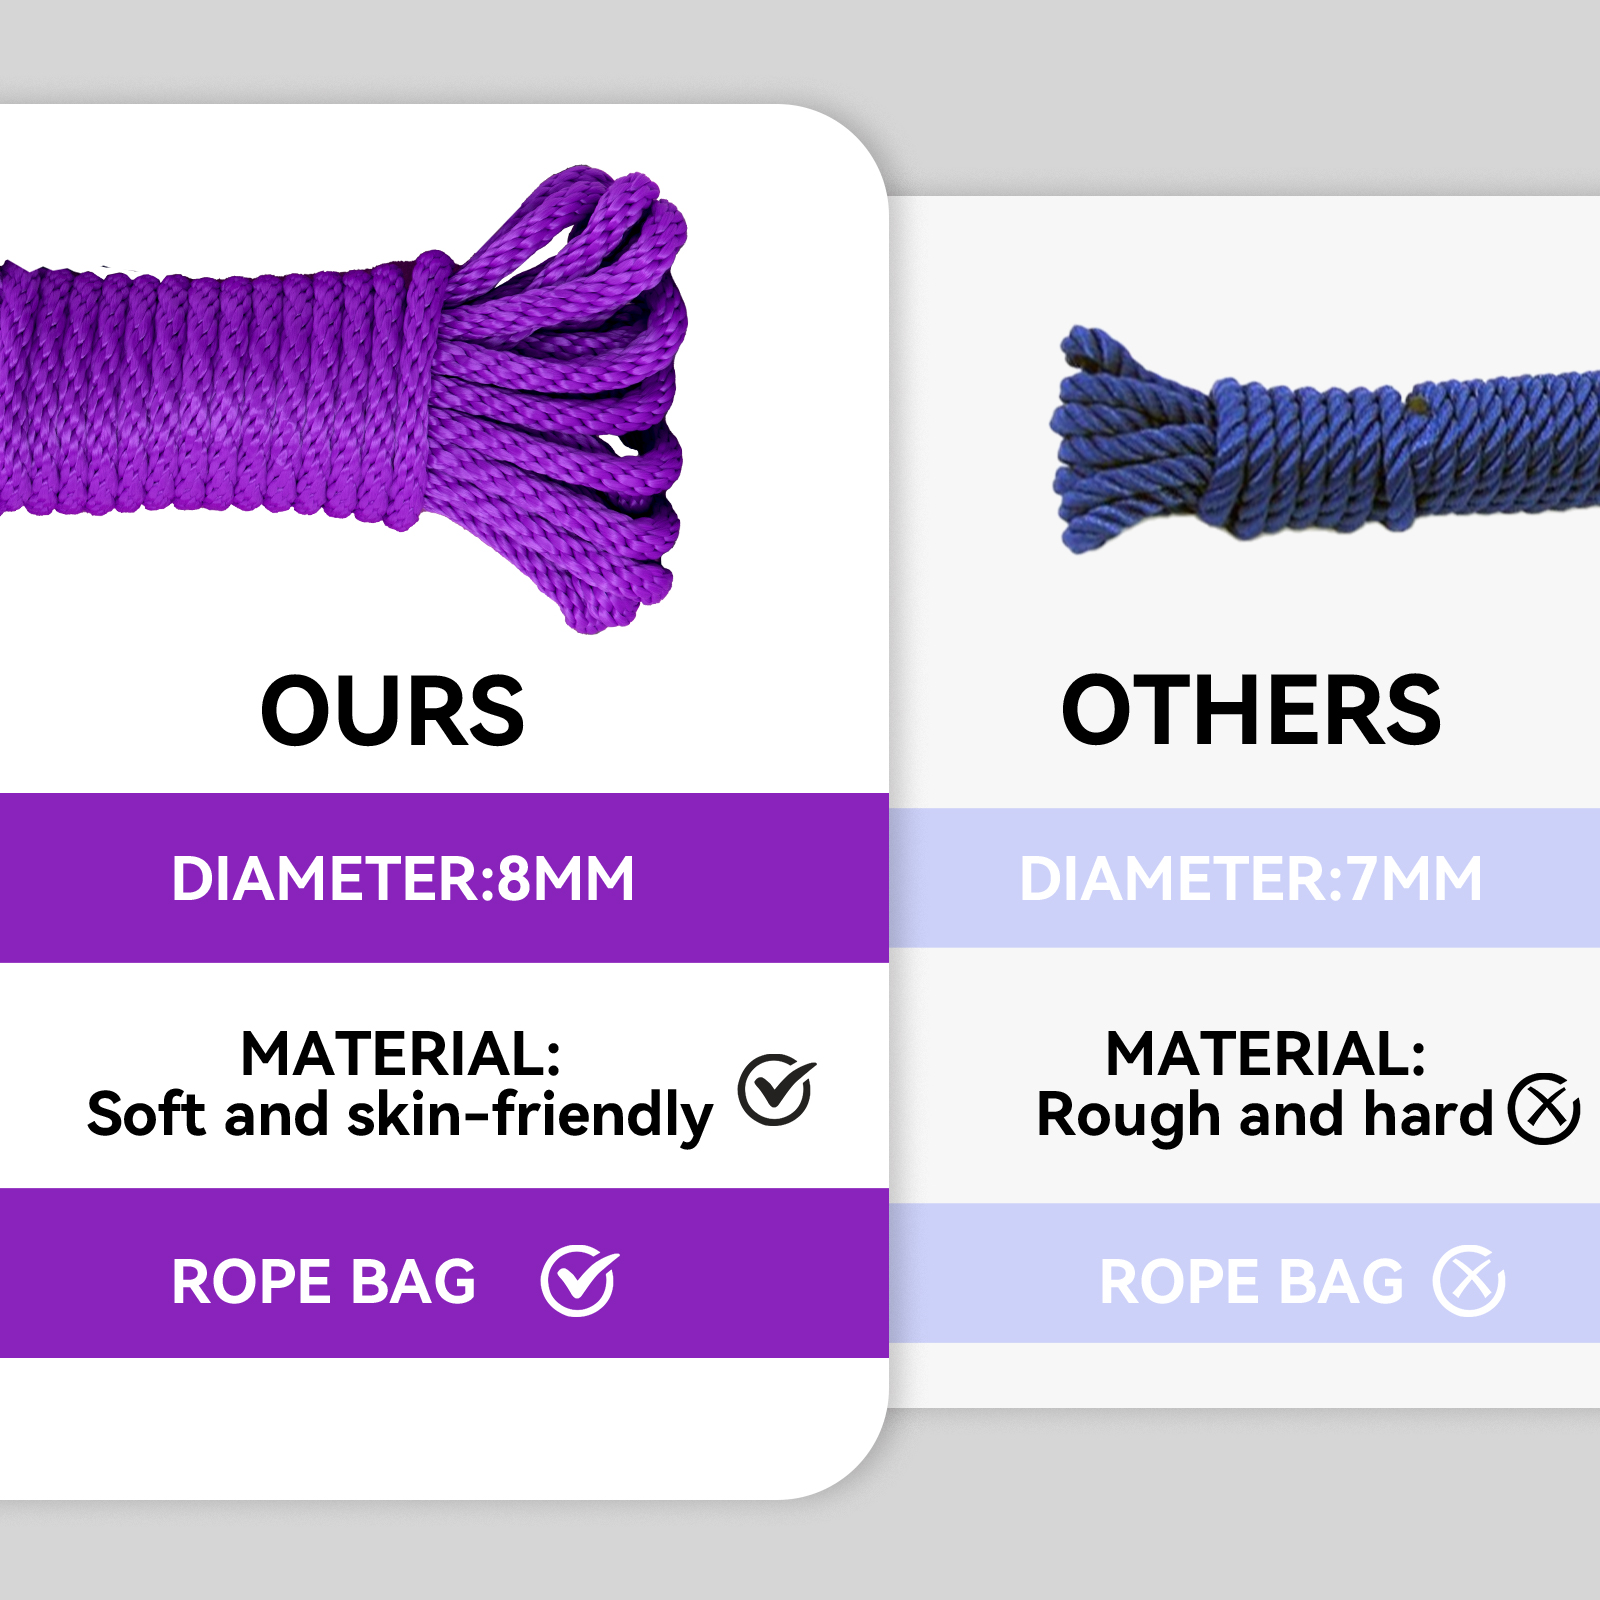 OURS
DIAMETER:8MM
MATERIAL:
Soft and skin-friendly
ROPE BAG
OTHERS
DIAMETER:7MM
MATERIAL:
Rough and hard
ROPE BAG